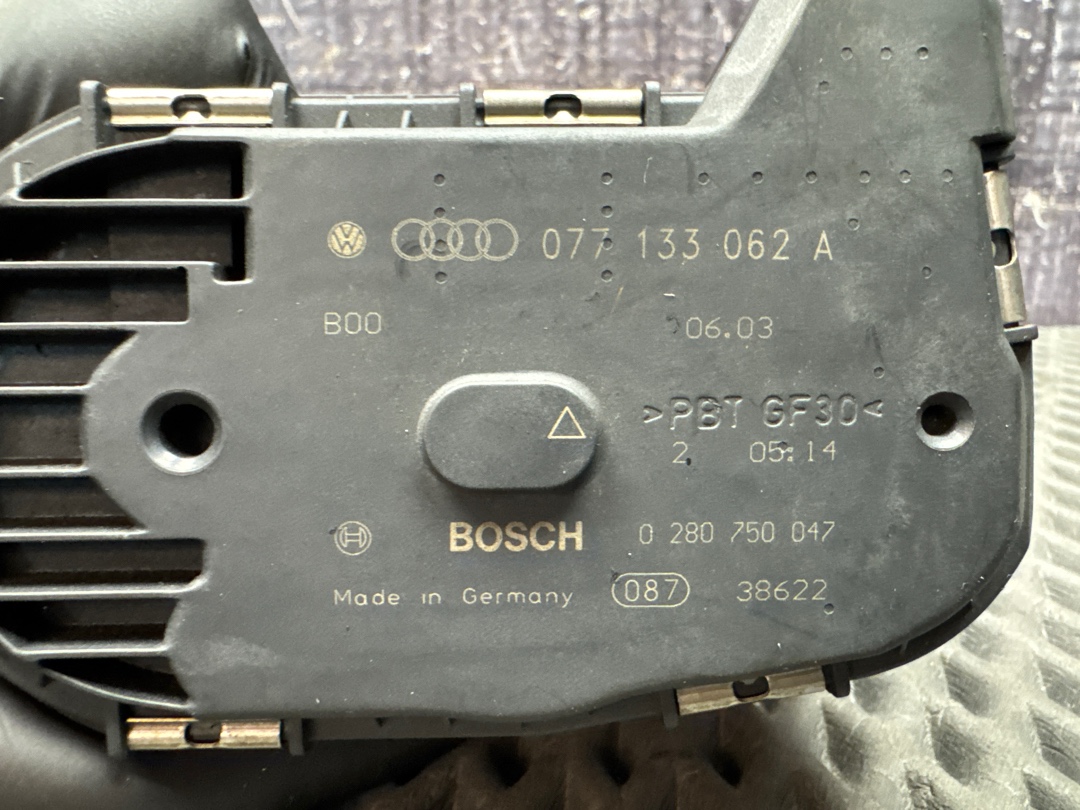 077 133 062 A
B00 06.03
>PBT GF30<
2 05:14
BOSCH 0 280 750 047
Made in Germany 087 38622